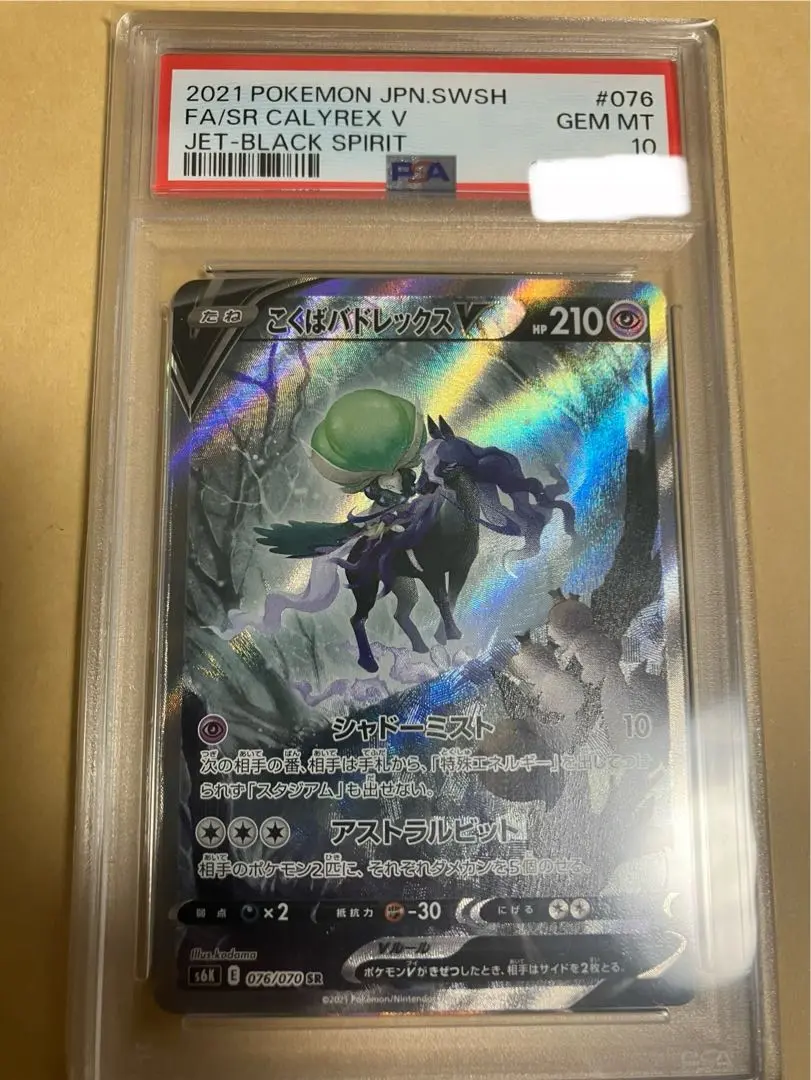 2021 POKEMON JPN.SWSH #076
FA/SR CALYREX V GEM MT
JET-BLACK SPIRIT 10
PSA
たね こくばバドレックスV HP 210
シャドーミスト 10
次の相手の番、相手は手札から、「特殊エネルギー」を出してつけ
られず「スタジアム」も出せない。
アストラルビット
相手のポケモン2匹に、それぞれダメカンを5個のせる。
弱点 ×2 抵抗力 -30 にげる
Vルール
ポケモンVがきぜつしたとき、相手はサイドを2枚とる。
Illus.kodama
s6K E 076/070 SR
©2021 Pokémon/Nintendo